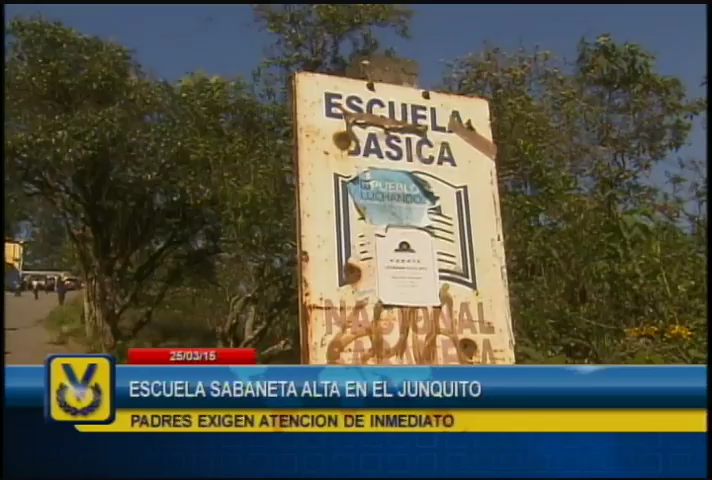 ESCUELA
BASICA
PUEBLO
LUCHANDO
NACIONAL
25/03/15
ESCUELA SABANETA ALTA EN EL JUNQUITO
PADRES EXIGEN ATENCION DE INMEDIATO